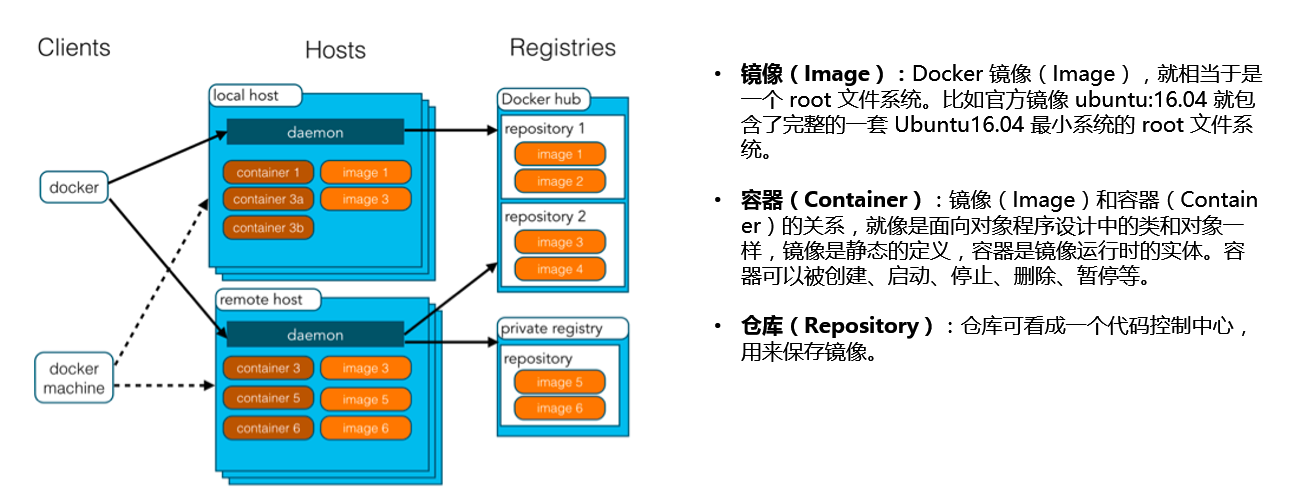 Clients
Hosts
Registries
local host
daemon
container 1
image 1
container 3a
image 3
container 3b
remote host
daemon
container 3
image 3
container 5
image 5
container 6
image 6
docker
docker
machine
Docker hub
repository 1
image 1
image 2
repository 2
image 3
image 4
private registry
repository
image 5
image 6
• 镜像（Image）：Docker 镜像（Image），就相当于是
一个 root 文件系统。比如官方镜像 ubuntu:16.04 就包
含了完整的一套 Ubuntu16.04 最小系统的 root 文件系
统。
• 容器（Container）：镜像（Image）和容器（Contain
er）的关系，就像是面向对象程序设计中的类和对象一
样，镜像是静态的定义，容器是镜像运行时的实体。容
器可以被创建、启动、停止、删除、暂停等。
• 仓库（Repository）：仓库可看成一个代码控制中心，
用来保存镜像。